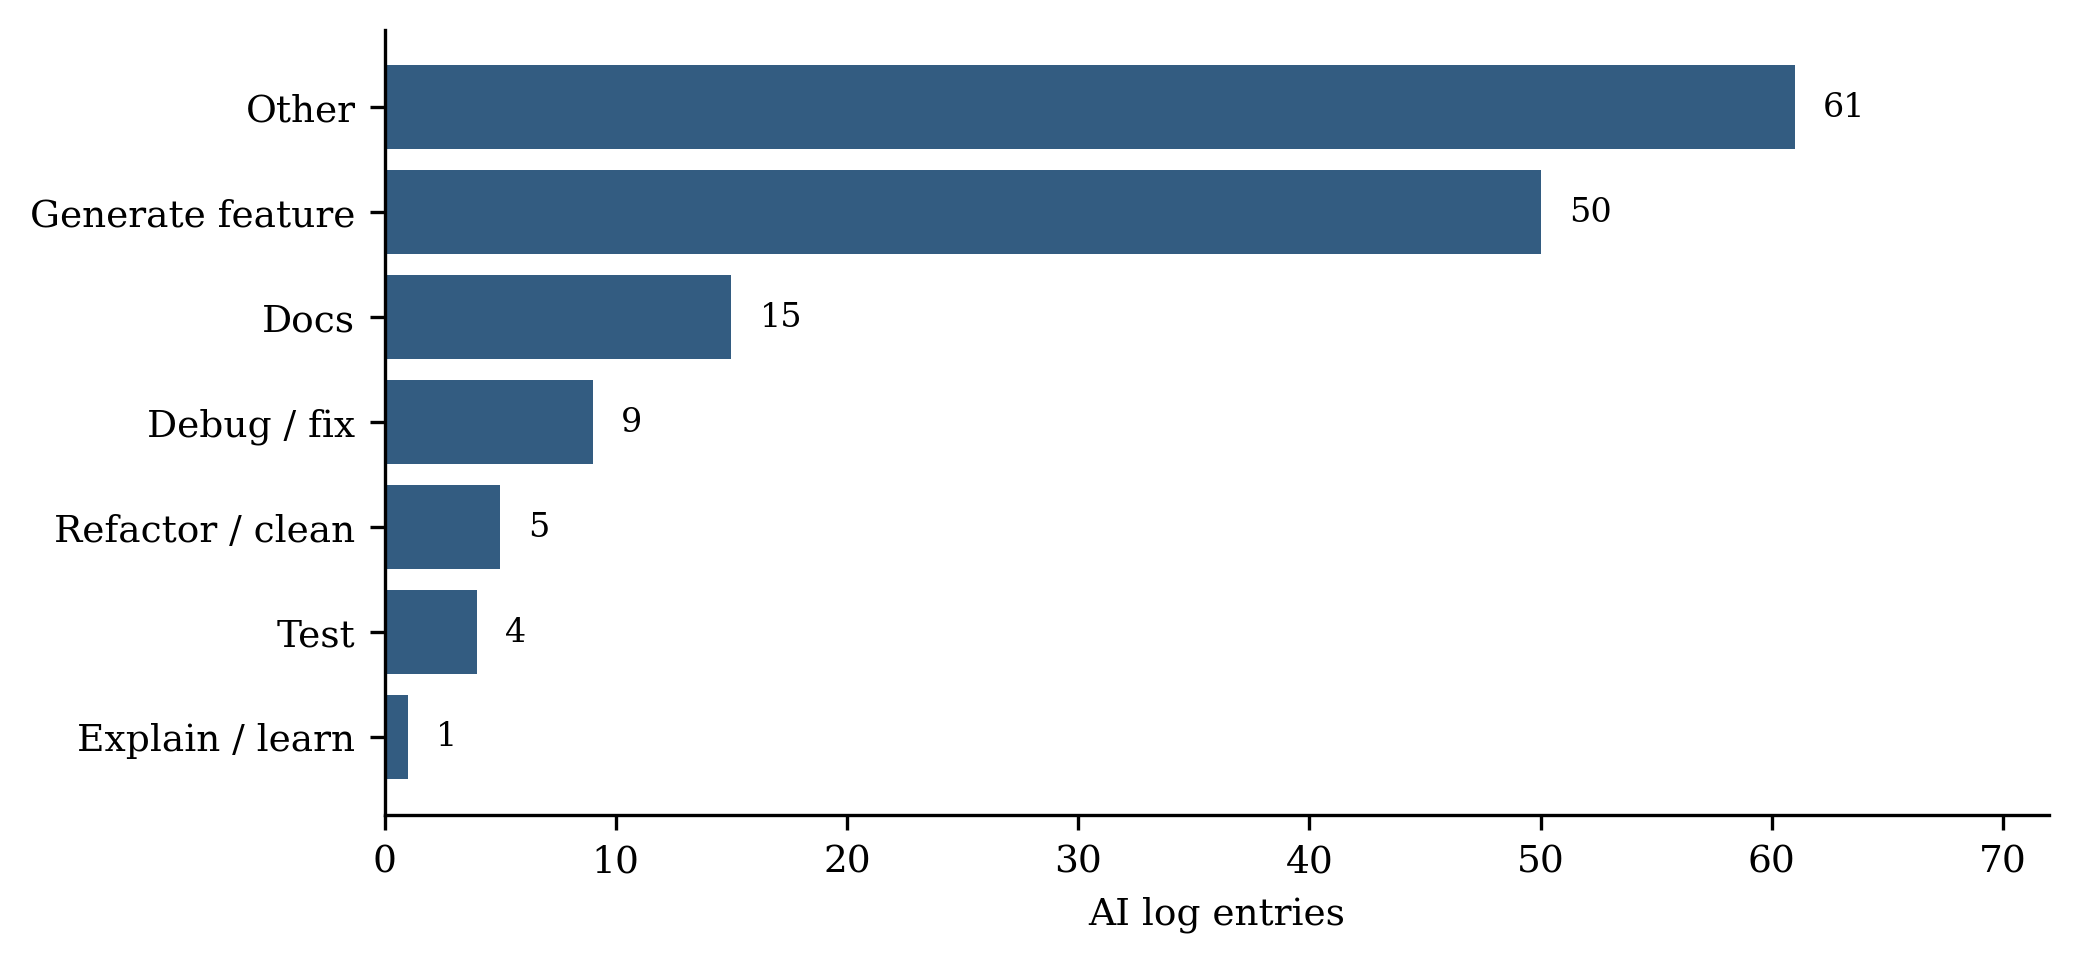 Other 61
Generate feature 50
Docs 15
Debug / fix 9
Refactor / clean 5
Test 4
Explain / learn 1
0 10 20 30 40 50 60 70
AI log entries